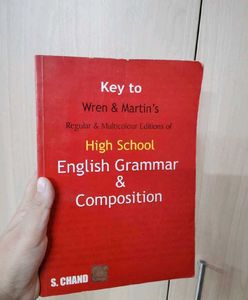 Key to
Wren & Martin's
Regular & Multicolour Editions of
High School
English Grammar
&
Composition
S. CHAND